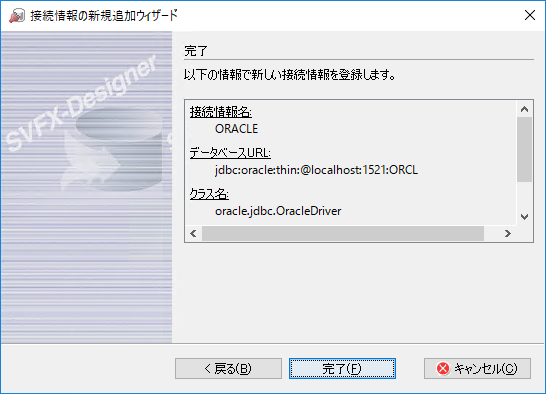 接続情報の新規追加ウィザード
SVFX-Designer
完了
以下の情報で新しい接続情報を登録します。
接続情報名:
ORACLE
データベースURL:
jdbc:oracle:thin:@localhost:1521:ORCL
クラス名:
oracle.jdbc.OracleDriver
< 戻る(B)
完了(F)
キャンセル(C)